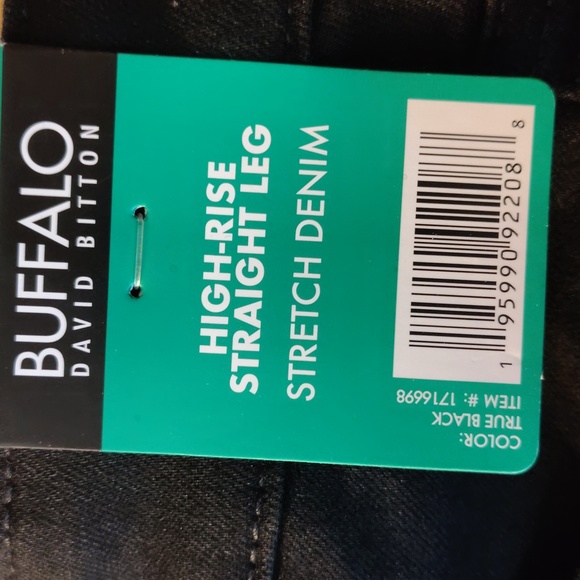 BUFFALO
DAVID BITTON
HIGH-RISE
STRAIGHT LEG
STRETCH DENIM
1 95990 92208 8
COLOR:
TRUE BLACK
ITEM #: 1716698